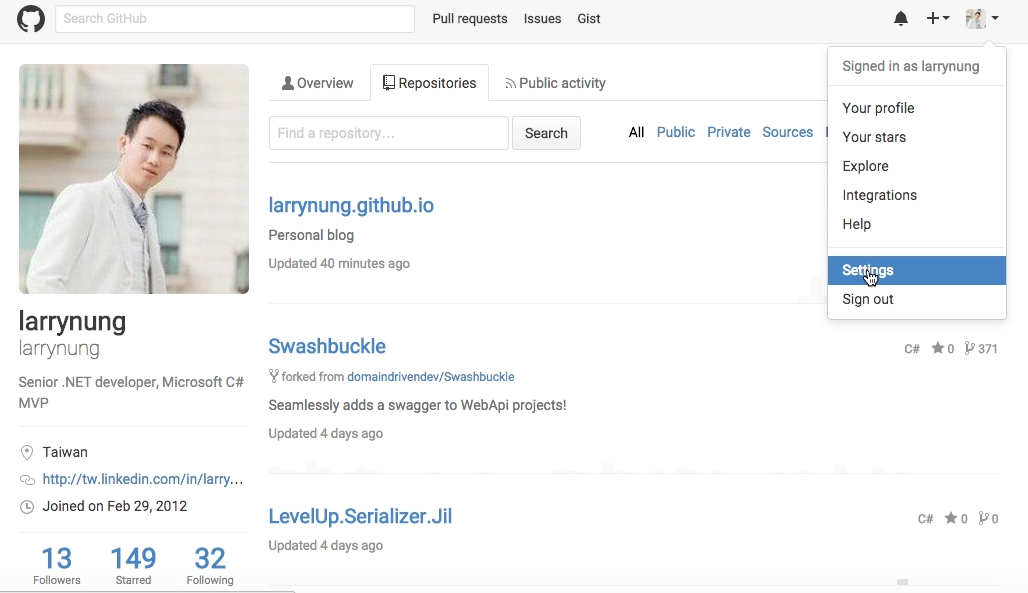 Search GitHub
Pull requests Issues Gist
Signed in as larrynung
Your profile
Your stars
Explore
Integrations
Help
Settings
Sign out
larrynung
larrynung
Senior .NET developer, Microsoft C#
MVP
Taiwan
http://tw.linkedin.com/in/larry...
Joined on Feb 29, 2012
13 149 32
Followers Starred Following
Overview Repositories Public activity
Find a repository... Search All Public Private Sources
larrynung.github.io
Personal blog
Updated 40 minutes ago
Swashbuckle
C# 0 371
forked from domaindrivendev/Swashbuckle
Seamlessly adds a swagger to WebApi projects!
Updated 4 days ago
LevelUp.Serializer.Jil
C# 0 0
Updated 4 days ago